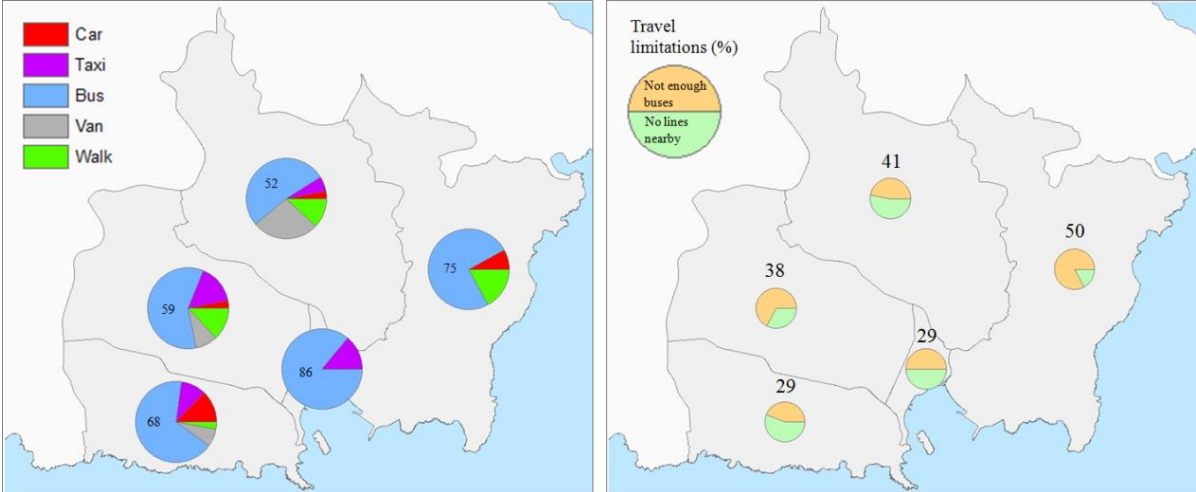 Car
Taxi
Bus
Van
Walk
52
75
59
86
68
Travel
limitations (%)
Not enough
buses
No lines
nearby
41
50
38
29
29